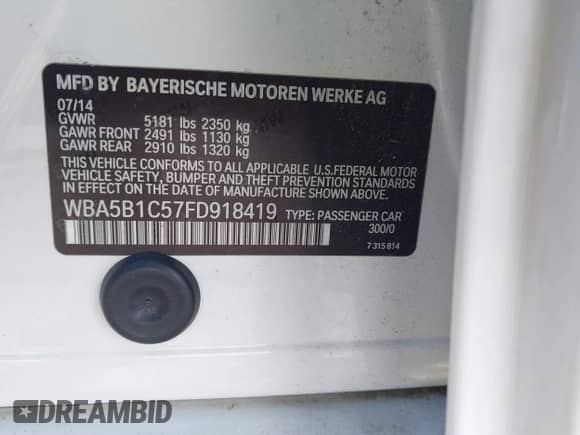 MFD BY BAYERISCHE MOTOREN WERKE AG
07/14
GVWR 5181 lbs 2350 kg
GAWR FRONT 2491 lbs 1130 kg
GAWR REAR 2910 lbs 1320 kg
THIS VEHICLE CONFORMS TO ALL APPLICABLE U.S.FEDERAL MOTOR
VEHICLE SAFETY, BUMPER AND THEFT PREVENTION STANDARDS
IN EFFECT ON THE DATE OF MANUFACTURE SHOWN ABOVE.
WBA5B1C57FD918419 TYPE: PASSENGER CAR
300/0
7 315 814
DREAMBID